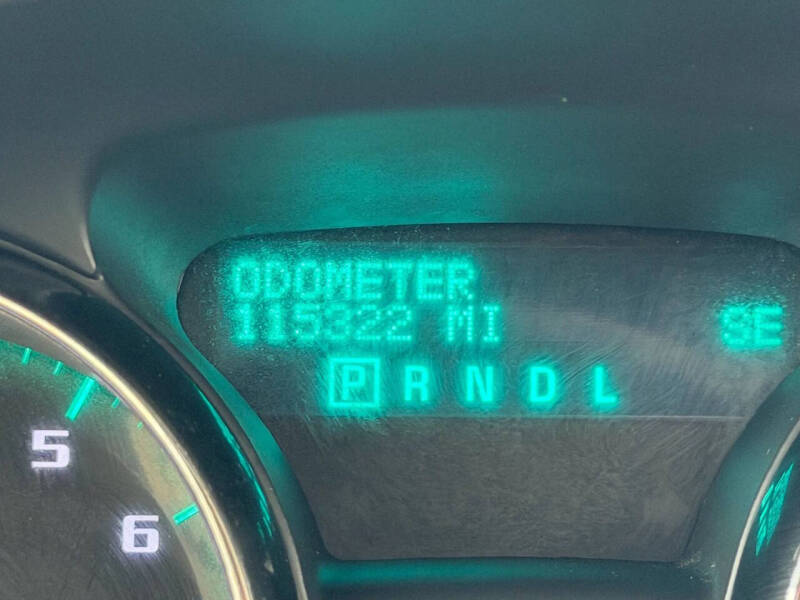 ODOMETER
115322 MI SE
P R N D L
5
6